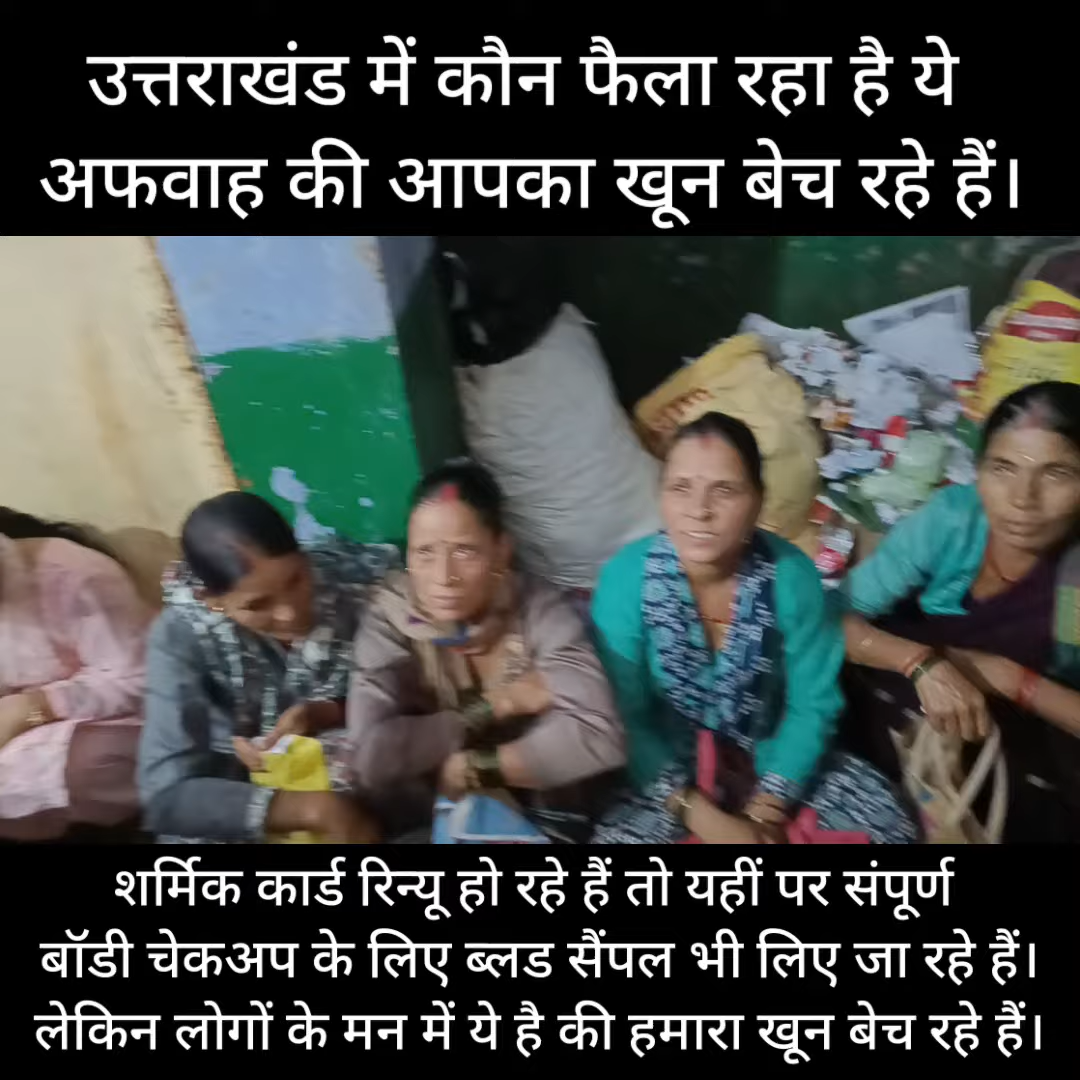 उत्तराखंड में कौन फैला रहा है ये
अफवाह की आपका खून बेच रहे हैं।
शर्मिक कार्ड रिन्यू हो रहे हैं तो यहीं पर संपूर्ण
बॉडी चेकअप के लिए ब्लड सैंपल भी लिए जा रहे हैं।
लेकिन लोगों के मन में ये है की हमारा खून बेच रहे हैं।